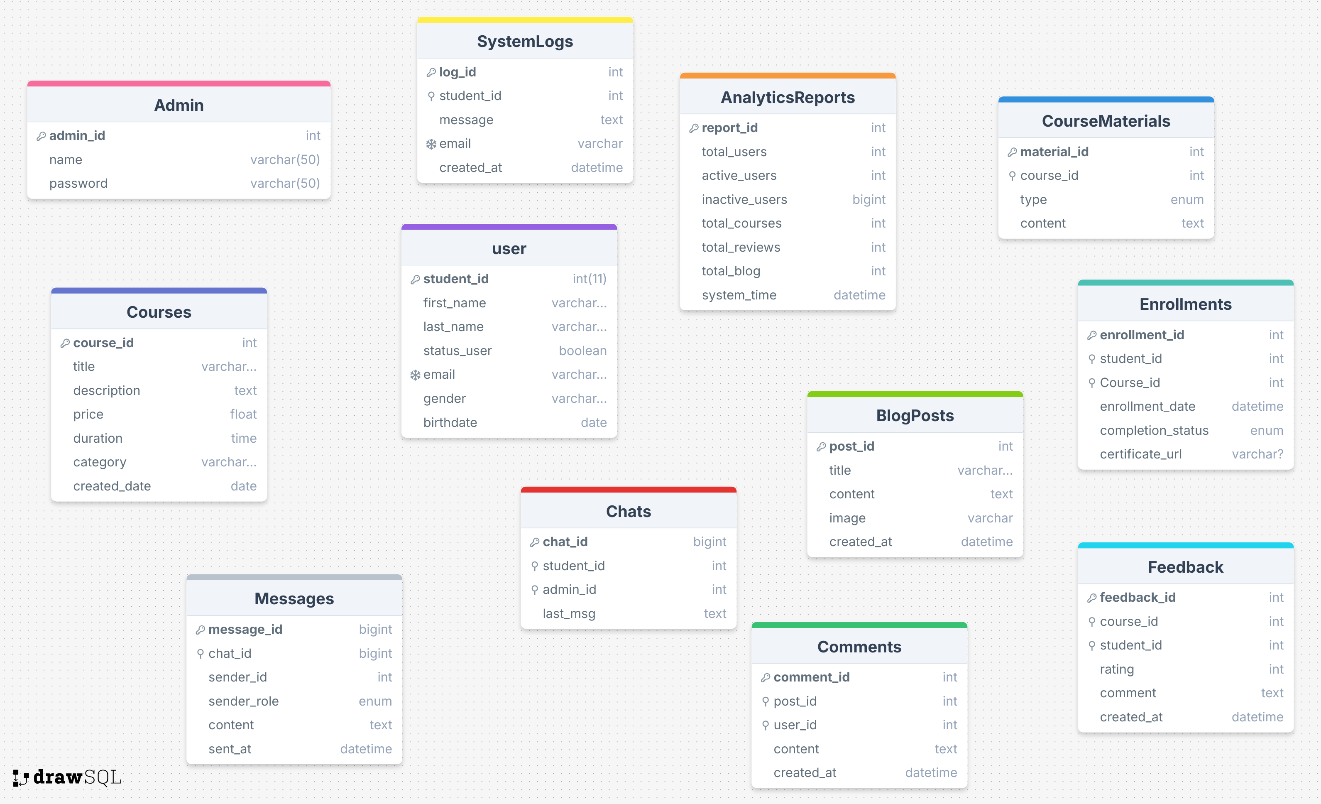 SystemLogs
log_id int
student_id int
message text
email varchar
created_at datetime
Admin
admin_id int
name varchar(50)
password varchar(50)
AnalyticsReports
report_id int
total_users int
active_users int
inactive_users bigint
total_courses int
total_reviews int
total_blog int
system_time datetime
CourseMaterials
material_id int
course_id int
type enum
content text
user
student_id int(11)
first_name varchar...
last_name varchar...
status_user boolean
email varchar...
gender varchar...
birthdate date
Courses
course_id int
title varchar...
description text
price float
duration time
category varchar...
created_date date
Enrollments
enrollment_id int
student_id int
Course_id int
enrollment_date datetime
completion_status enum
certificate_url varchar?
BlogPosts
post_id int
title varchar...
content text
image varchar
created_at datetime
Chats
chat_id bigint
student_id int
admin_id int
last_msg text
Messages
message_id bigint
chat_id bigint
sender_id int
sender_role enum
content text
sent_at datetime
Comments
comment_id int
post_id int
user_id int
content text
created_at datetime
Feedback
feedback_id int
course_id int
student_id int
rating int
comment text
created_at datetime
drawSQL